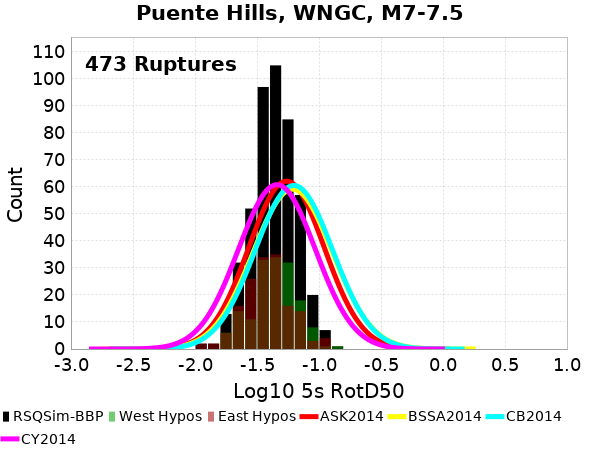 Puente Hills, WNGC, M7-7.5
473 Ruptures
Count
110
100
90
80
70
60
50
40
30
20
10
0
-3.0 -2.5 -2.0 -1.5 -1.0 -0.5 0.0 0.5 1.0
Log10 5s RotD50
RSQSim-BBP West Hypos East Hypos ASK2014 BSSA2014 CB2014
CY2014